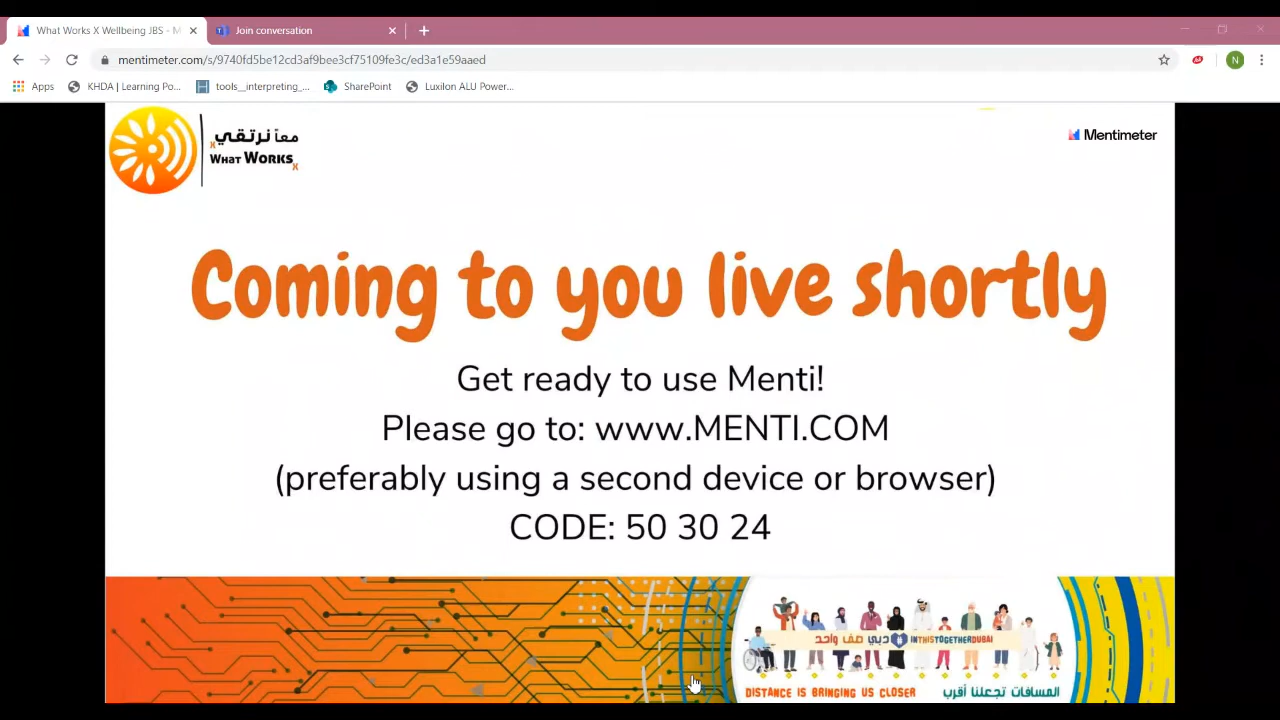 What Works X Wellbeing JBS - M
Join conversation
mentimeter.com/s/9740fd5be12cd3af9bee3cf75109fe3c/ed3a1e59aaed
N
Apps
KHDA | Learning Po...
tools__interpreting_...
SharePoint
Luxilon ALU Power...
معاً نرتقي
x WHAT WORKS x
Mentimeter
Coming to you live shortly
Get ready to use Menti!
Please go to: www.MENTI.COM
(preferably using a second device or browser)
CODE: 50 30 24
دبي صف واحد INTHISTOGETHERDUBAI
DISTANCE IS BRINGING US CLOSER المسافات تجعلنا أقرب